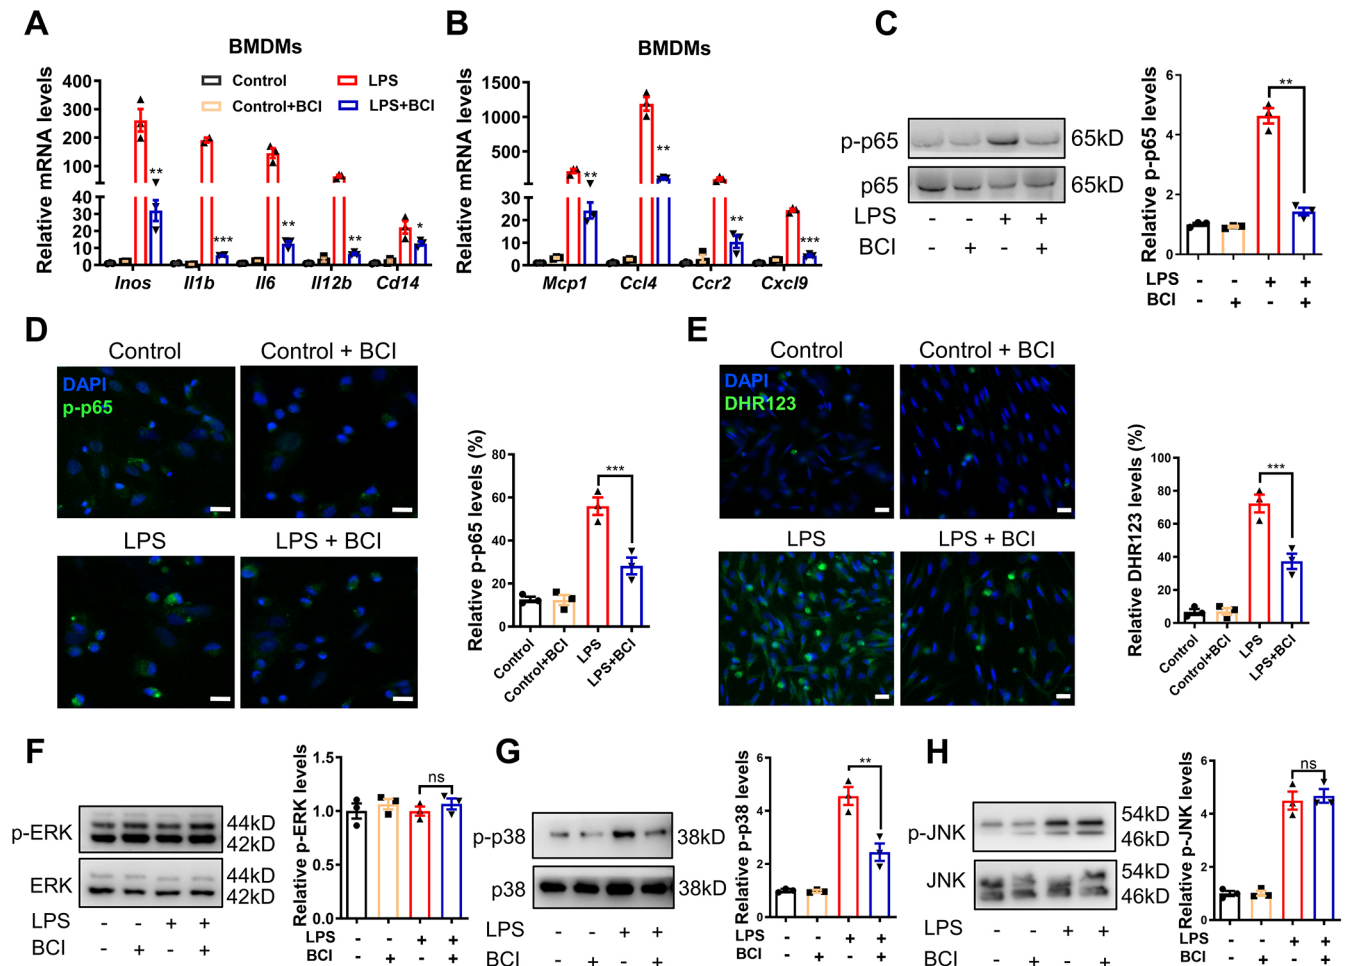 A
BMDMs
Relative mRNA levels
400
300
200
100
40
30
20
10
0
Control
Control+BCI
LPS
LPS+BCI
**
***
**
**
*
Inos Il1b Il6 Il12b Cd14
B
BMDMs
Relative mRNA levels
1500
1000
500
30
20
10
0
**
**
**
***
Mcp1 Ccl4 Ccr2 Cxcl9
C
p-p65 65kD
p65 65kD
LPS - - + +
BCI - + - +
Relative p-p65 levels
6
4
2
0
**
LPS - - + +
BCI - + - +
D
Control Control + BCI
DAPI
p-p65
LPS LPS + BCI
Relative p-p65 levels (%)
80
60
40
20
0
***
Control Control+BCI LPS LPS+BCI
E
Control Control + BCI
DAPI
DHR123
LPS LPS + BCI
Relative DHR123 levels (%)
100
80
60
40
20
0
***
Control Control+BCI LPS LPS+BCI
F
p-ERK 44kD
42kD
ERK 44kD
42kD
LPS - - + +
BCI - + - +
Relative p-ERK levels
1.5
1.0
0.5
0.0
ns
LPS - - + +
BCI - + - +
G
p-p38 38kD
p38 38kD
LPS - - + +
BCI - + - +
Relative p-p38 levels
6
4
2
0
**
LPS - - + +
BCI - + - +
H
p-JNK 54kD
46kD
JNK 54kD
46kD
LPS - - + +
BCI - + - +
Relative p-JNK levels
6
4
2
0
ns
LPS - - + +
BCI - + - +